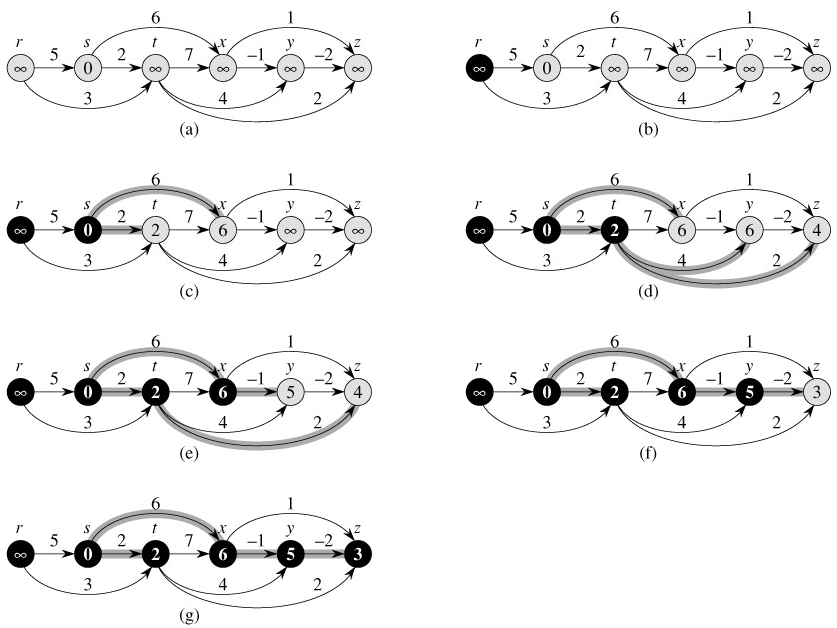 6 1
r s t x y z
5 2 7 –1 –2
∞ 0 ∞ ∞ ∞ ∞
3 4 2
(a)
6 1
r s t x y z
5 2 7 –1 –2
∞ 0 ∞ ∞ ∞ ∞
3 4 2
(b)
6 1
r s t x y z
5 2 7 –1 –2
∞ 0 2 6 ∞ ∞
3 4 2
(c)
6 1
r s t x y z
5 2 7 –1 –2
∞ 0 2 6 6 4
3 4 2
(d)
6 1
r s t x y z
5 2 7 –1 –2
∞ 0 2 6 5 4
3 4 2
(e)
6 1
r s t x y z
5 2 7 –1 –2
∞ 0 2 6 5 3
3 4 2
(f)
6 1
r s t x y z
5 2 7 –1 –2
∞ 0 2 6 5 3
3 4 2
(g)